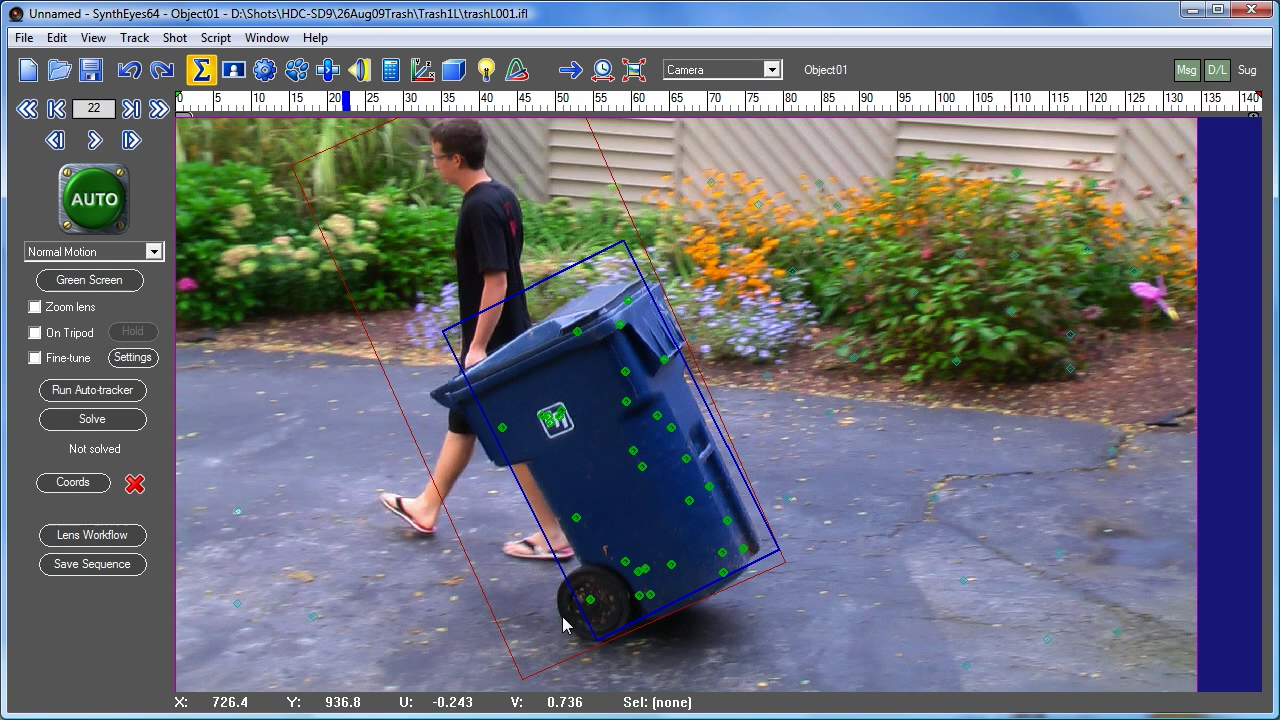 Unnamed - SynthEyes64 - Object01 - D:\Shots\HDC-SD9\26Aug09Trash\Trash1L\trashL001.ifl
File Edit View Track Shot Script Window Help
Camera Object01 Msg D/L Sug
22 0 5 10 15 20 25 30 35 40 45 50 55 60 65 70 75 80 85 90 95 100 105 110 115 120 125 130 135 140
AUTO
Normal Motion
Green Screen
Zoom lens
On Tripod Hold
Fine-tune Settings
Run Auto-tracker
Solve
Not solved
Coords
Lens Workflow
Save Sequence
X: 726.4 Y: 936.8 U: -0.243 V: 0.736 Sel: (none)